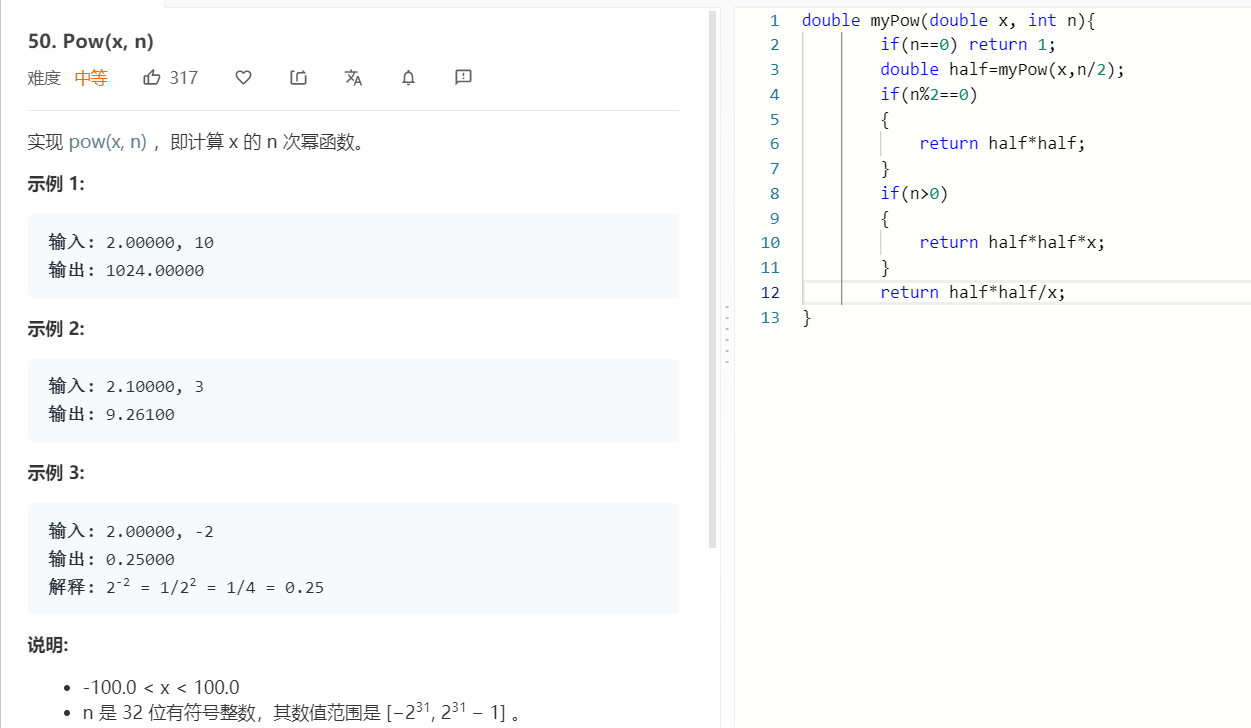 50. Pow(x, n)
难度 中等 317
实现 pow(x, n) ，即计算 x 的 n 次幂函数。
示例 1:
输入: 2.00000, 10
输出: 1024.00000
示例 2:
输入: 2.10000, 3
输出: 9.26100
示例 3:
输入: 2.00000, -2
输出: 0.25000
解释: 2⁻² = 1/2² = 1/4 = 0.25
说明:
• -100.0 < x < 100.0
• n 是 32 位有符号整数，其数值范围是 [−2³¹, 2³¹ − 1] 。
1 double myPow(double x, int n){
2 if(n==0) return 1;
3 double half=myPow(x,n/2);
4 if(n%2==0)
5 {
6 return half*half;
7 }
8 if(n>0)
9 {
10 return half*half*x;
11 }
12 return half*half/x;
13 }